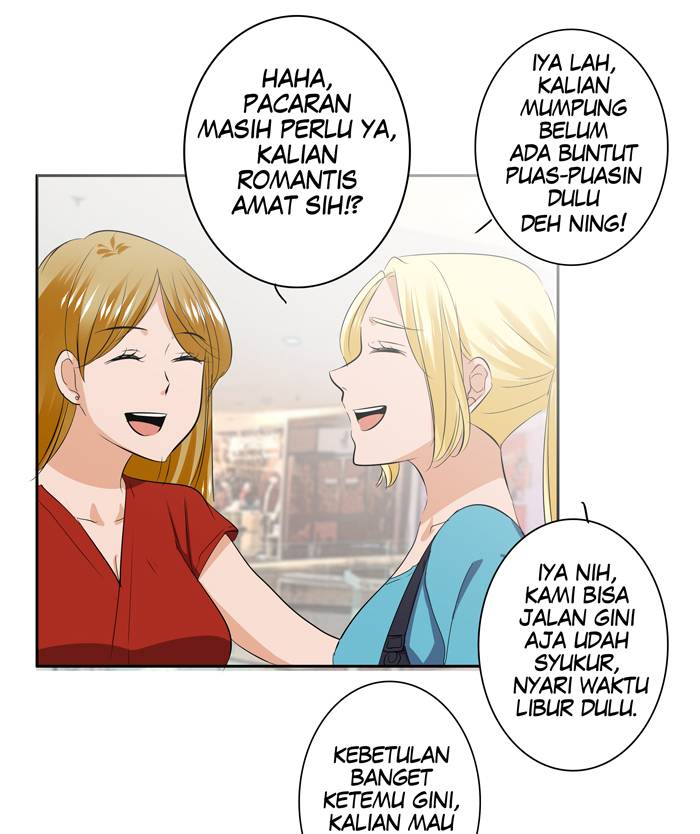 HAHA,
PACARAN
MASIH PERLU YA,
KALIAN
ROMANTIS
AMAT SIH!?
IYA LAH,
KALIAN
MUMPUNG
BELUM
ADA BUNTUT
PUAS-PUASIN
DULU
DEH NING!
IYA NIH,
KAMI BISA
JALAN GINI
AJA UDAH
SYUKUR,
NYARI WAKTU
LIBUR DULU.
KEBETULAN
BANGET
KETEMU GINI,
KALIAN MAU